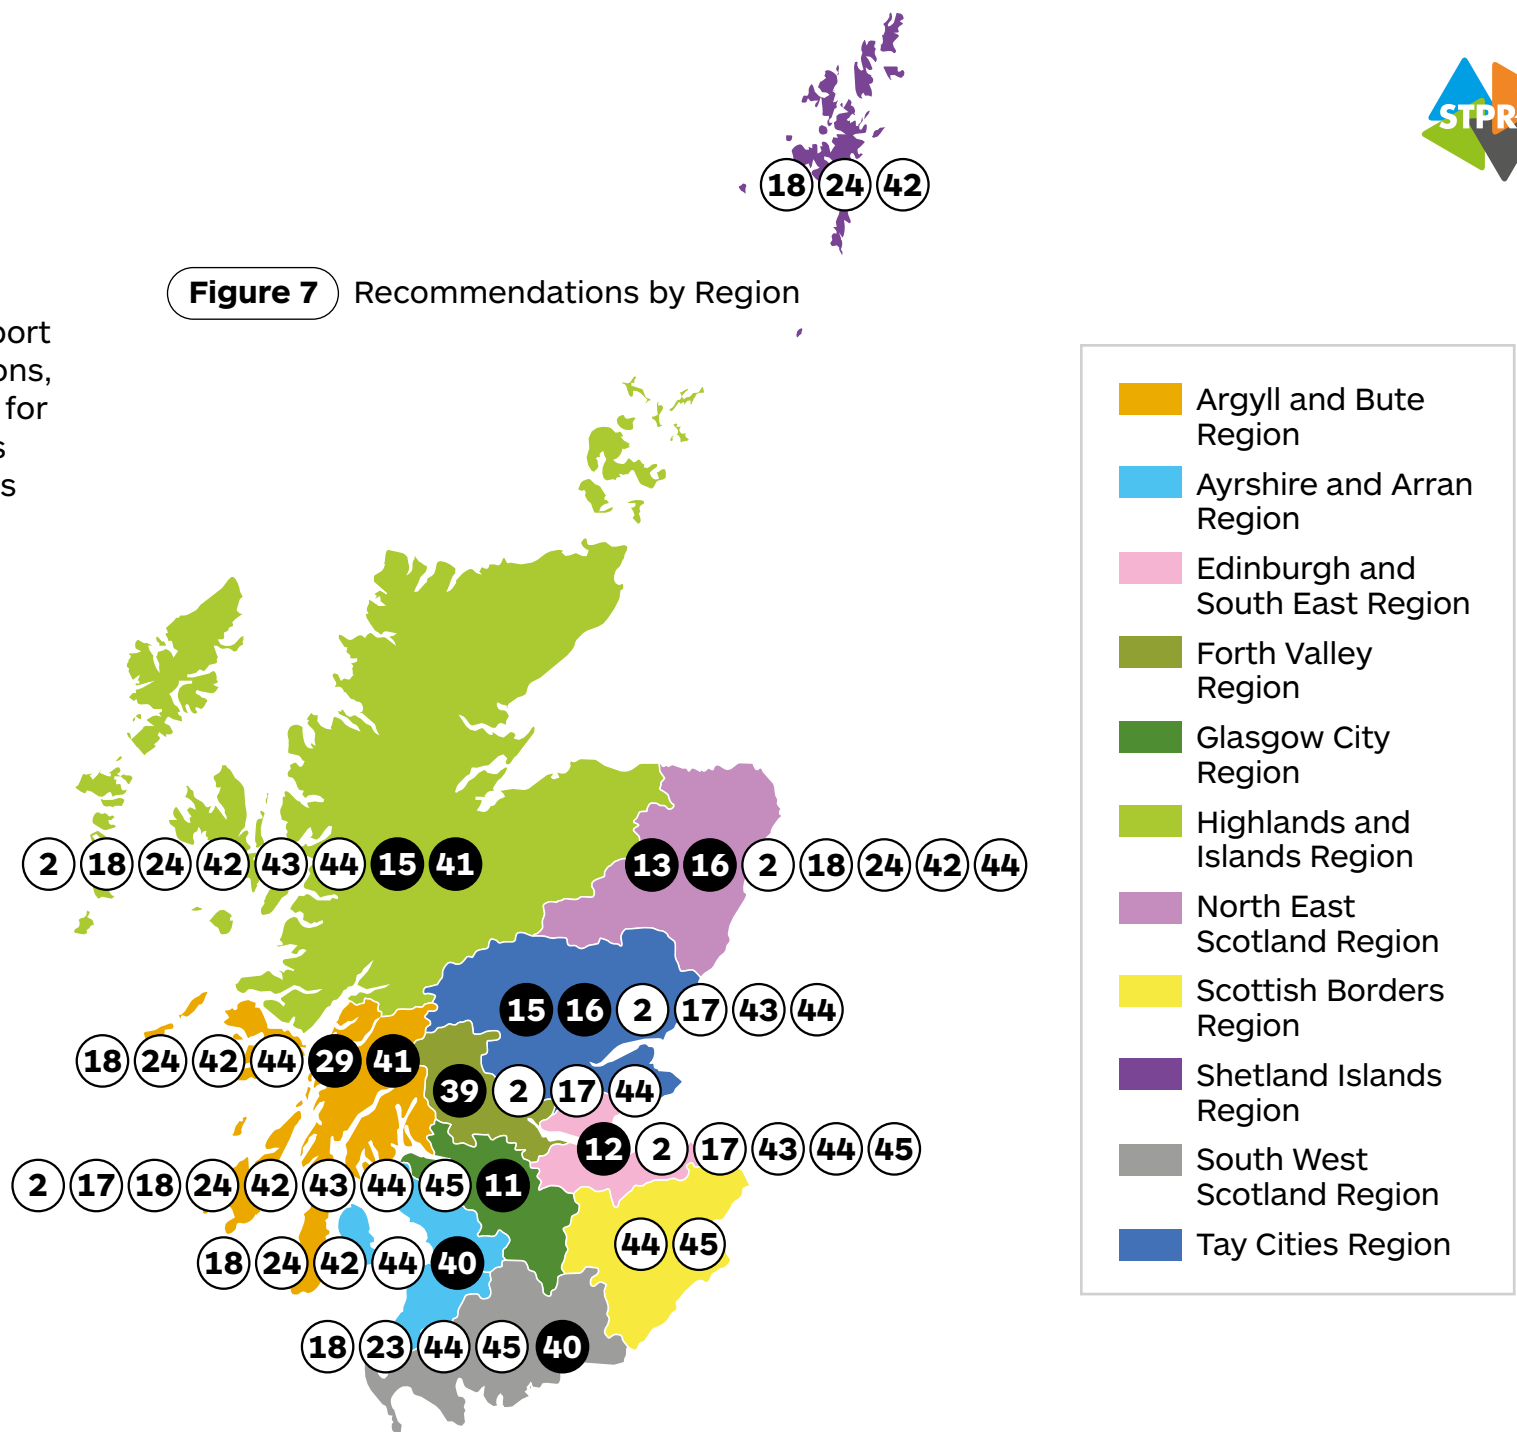 STPR
18 24 42
Figure 7 Recommendations by Region
port
ons,
for
s
s
2 18 24 42 43 44 15 41
13 16 2 18 24 42 44
15 16 2 17 43 44
18 24 42 44 29 41
39 2 17 44
12 2 17 43 44 45
2 17 18 24 42 43 44 45 11
44 45
18 24 42 44 40
18 23 44 45 40
Argyll and Bute
Region
Ayrshire and Arran
Region
Edinburgh and
South East Region
Forth Valley
Region
Glasgow City
Region
Highlands and
Islands Region
North East
Scotland Region
Scottish Borders
Region
Shetland Islands
Region
South West
Scotland Region
Tay Cities Region